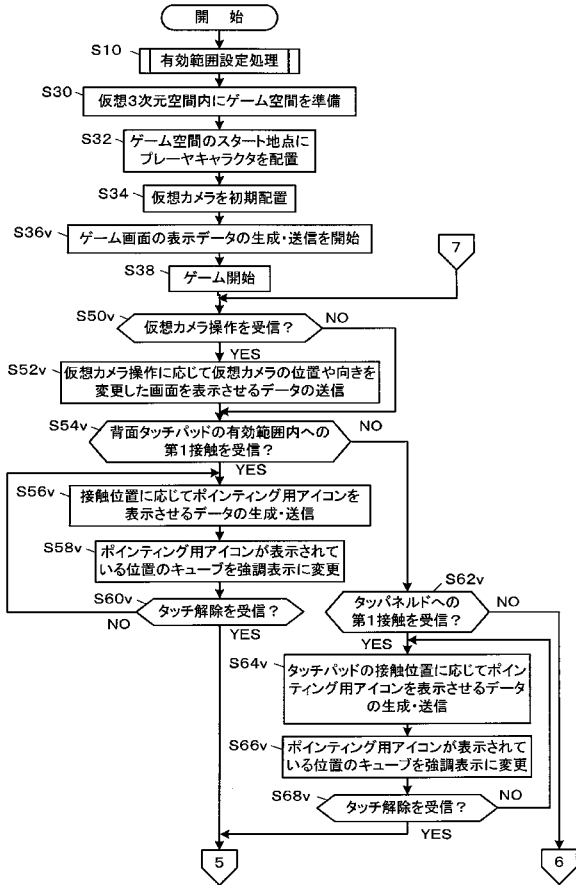 開　始
S10
有効範囲設定処理
S30
仮想3次元空間内にゲーム空間を準備
S32
ゲーム空間のスタート地点に
プレーヤキャラクタを配置
S34
仮想カメラを初期配置
S36v
ゲーム画面の表示データの生成・送信を開始
7
S38
ゲーム開始
S50v
仮想カメラ操作を受信？
NO
YES
S52v
仮想カメラ操作に応じて仮想カメラの位置や向きを
変更した画面を表示させるデータの送信
S54v
背面タッチパッドの有効範囲内への
第1接触を受信？
NO
YES
S56v
接触位置に応じてポインティング用アイコンを
表示させるデータの生成・送信
S58v
ポインティング用アイコンが表示されて
いる位置のキューブを強調表示に変更
S60v
タッチ解除を受信？
NO
YES
S62v
タッパネルドへの
第1接触を受信？
NO
YES
S64v
タッチパッドの接触位置に応じてポイン
ティング用アイコンを表示させるデータ
の生成・送信
S66v
ポインティング用アイコンが表示されて
いる位置のキューブを強調表示に変更
S68v
タッチ解除を受信？
NO
YES
5
6